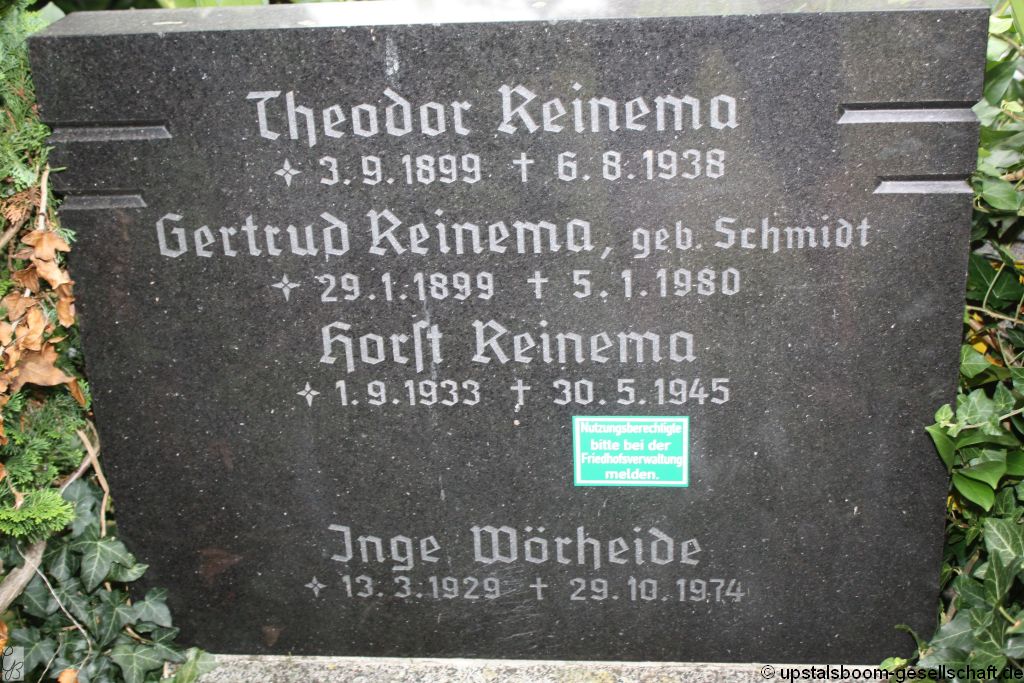 Theodor Reinema
✧ 3.9.1899 † 6.8.1938
Gertrud Reinema, geb. Schmidt
✧ 29.1.1899 † 5.1.1980
Horst Reinema
✧ 1.9.1933 † 30.5.1945
Nutzungsberechtigte
bitte bei der
Friedhofsverwaltung
melden.
Inge Wörheide
✧ 13.3.1929 † 29.10.1974
© upstalsboom-gesellschaft.de